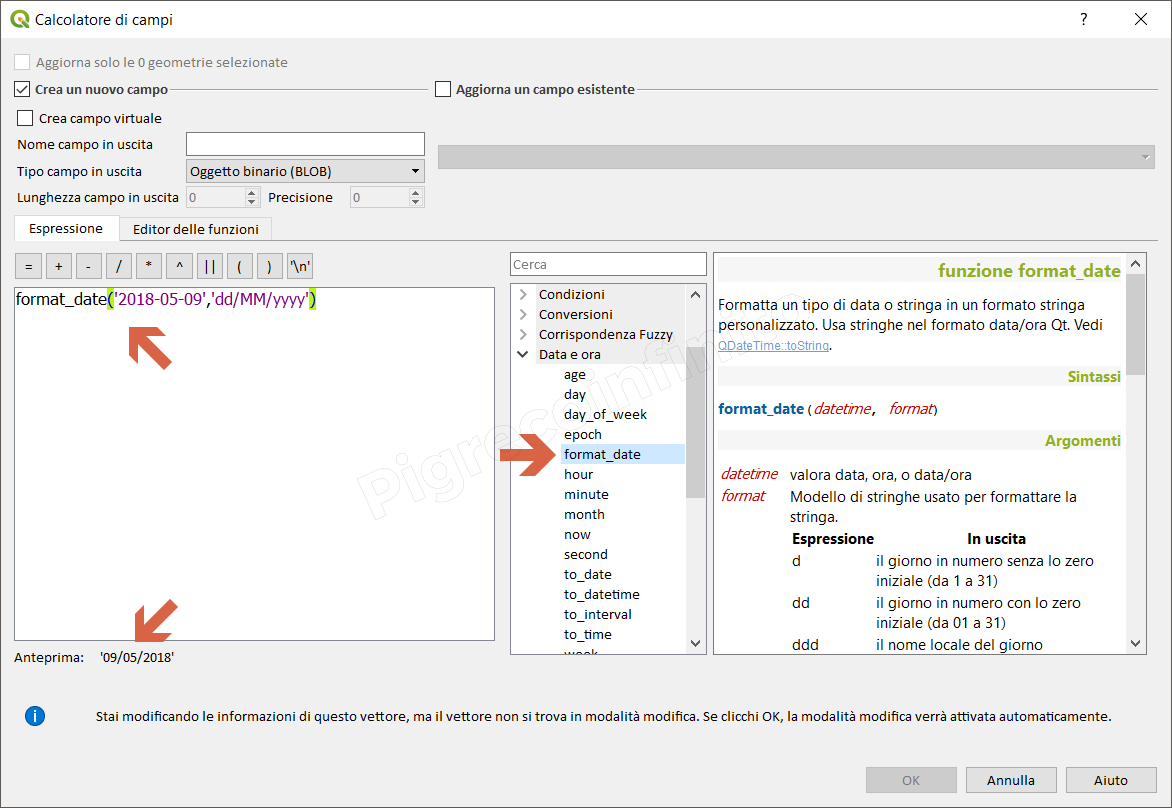 Calcolatore di campi
?
Aggiorna solo le 0 geometrie selezionate
Crea un nuovo campo
Aggiorna un campo esistente
Crea campo virtuale
Nome campo in uscita
Tipo campo in uscita
Oggetto binario (BLOB)
Lunghezza campo in uscita
0
Precisione
0
Espressione
Editor delle funzioni
= + - / * ^ || ( ) '\n'
format_date('2018-05-09','dd/MM/yyyy')
Anteprima: '09/05/2018'
Cerca
Condizioni
Conversioni
Corrispondenza Fuzzy
Data e ora
age
day
day_of_week
epoch
format_date
hour
minute
month
now
second
to_date
to_datetime
to_interval
to_time
week
funzione format_date
Formatta un tipo di data o stringa in un formato stringa
personalizzato. Usa stringhe nel formato data/ora Qt. Vedi
QDateTime::toString.
Sintassi
format_date(datetime, format)
Argomenti
datetime valora data, ora, o data/ora
format Modello di stringhe usato per formattare la
stringa.
Espressione In uscita
d il giorno in numero senza lo zero
iniziale (da 1 a 31)
dd il giorno in numero con lo zero
iniziale (da 01 a 31)
ddd il nome locale del giorno
Stai modificando le informazioni di questo vettore, ma il vettore non si trova in modalità modifica. Se clicchi OK, la modalità modifica verrà attivata automaticamente.
OK
Annulla
Aiuto